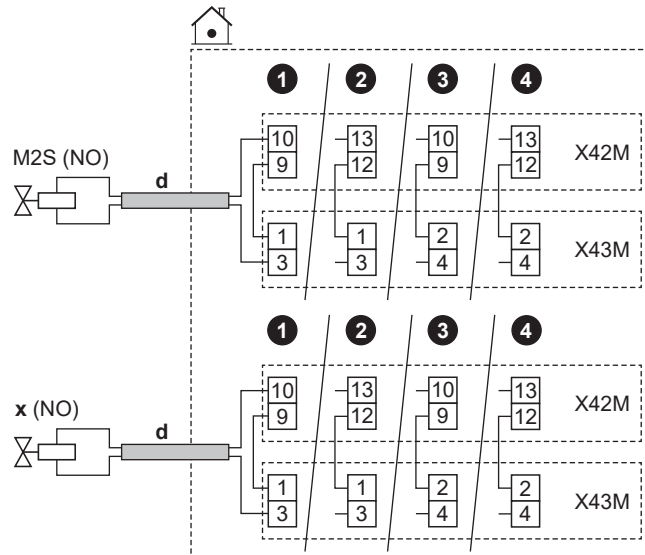 1 2 3 4
10 13 10 13
9 12 9 12
X42M
M2S (NO)
d
1 1 2 2
3 3 4 4
X43M
1 2 3 4
10 13 10 13
9 12 9 12
X42M
x (NO)
d
1 1 2 2
3 3 4 4
X43M